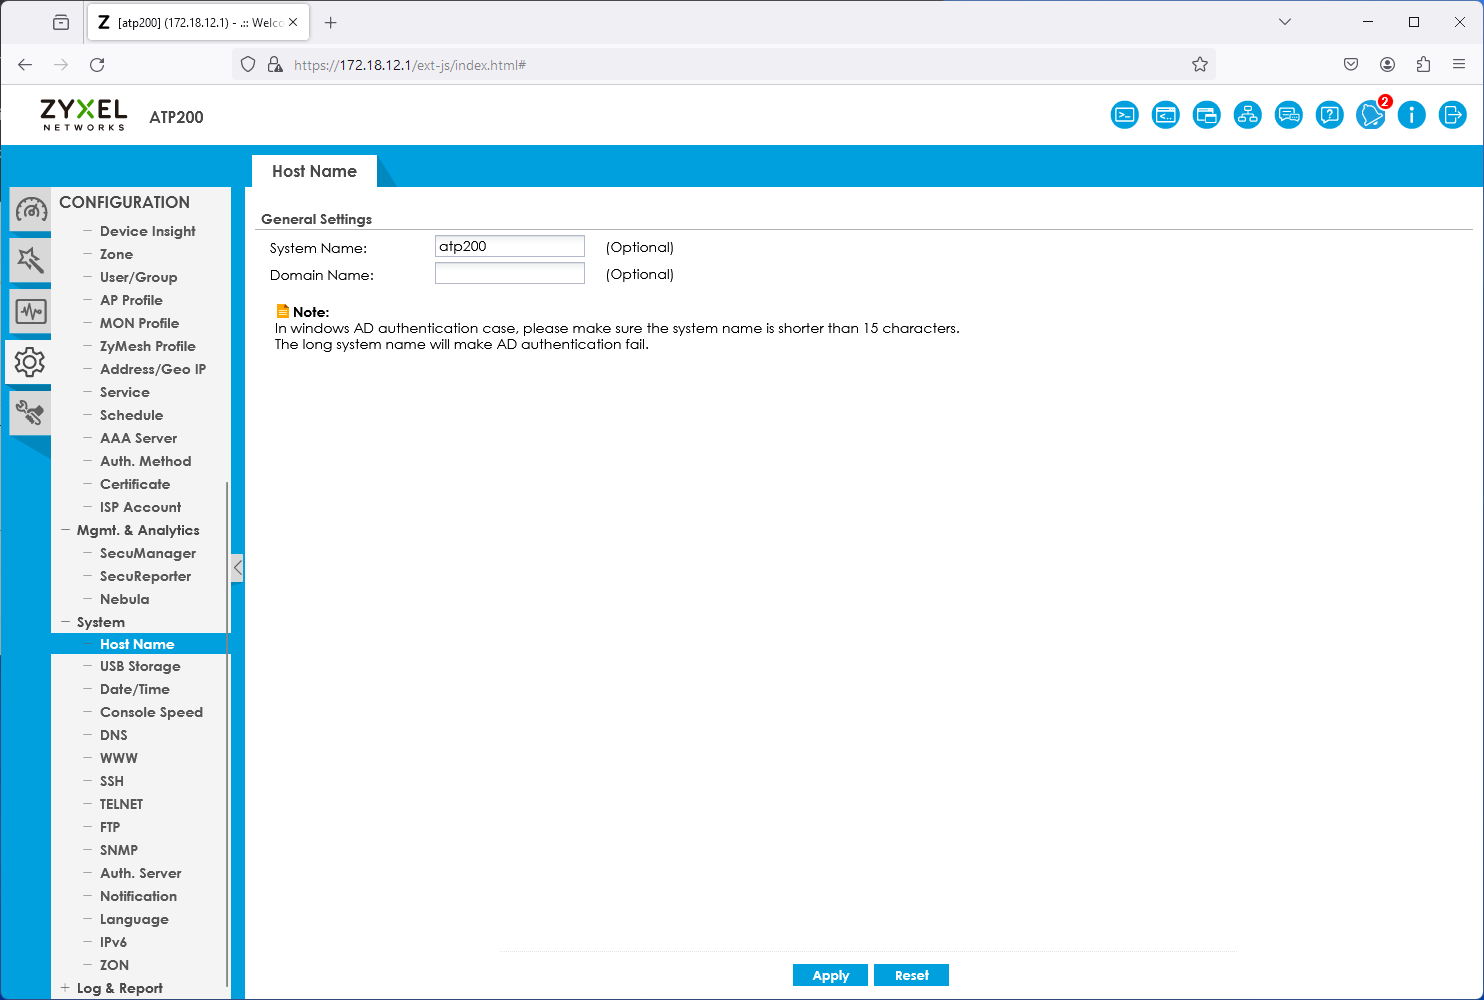 [atp200] (172.18.12.1) - .:: Welco
https://172.18.12.1/ext-js/index.html#
ZYXEL
NETWORKS
ATP200
2
Host Name
CONFIGURATION
Device Insight
Zone
User/Group
AP Profile
MON Profile
ZyMesh Profile
Address/Geo IP
Service
Schedule
AAA Server
Auth. Method
Certificate
ISP Account
Mgmt. & Analytics
SecuManager
SecuReporter
Nebula
System
Host Name
USB Storage
Date/Time
Console Speed
DNS
WWW
SSH
TELNET
FTP
SNMP
Auth. Server
Notification
Language
IPv6
ZON
Log & Report
General Settings
System Name: atp200 (Optional)
Domain Name: (Optional)
Note:
In windows AD authentication case, please make sure the system name is shorter than 15 characters.
The long system name will make AD authentication fail.
Apply Reset